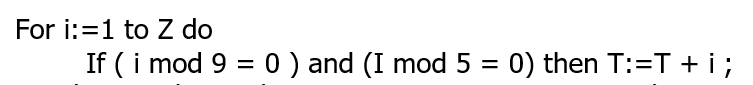 For i:=1 to Z do
If ( i mod 9 = 0 ) and (I mod 5 = 0) then T:=T + i ;